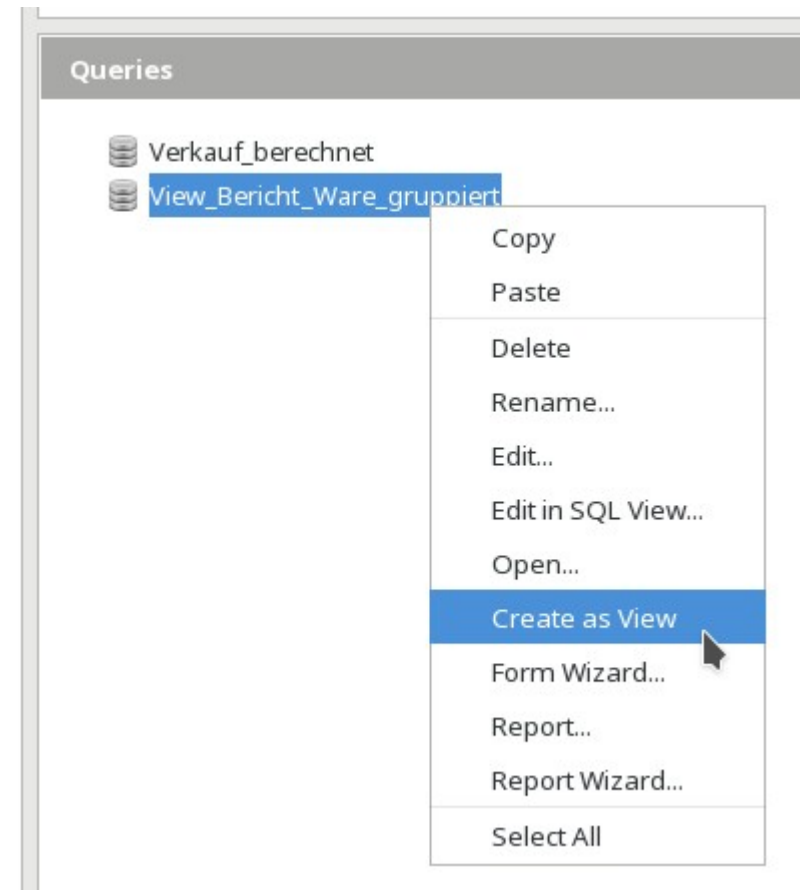 Queries
Verkauf_berechnet
View_Bericht_Ware_gruppiert
Copy
Paste
Delete
Rename...
Edit...
Edit in SQL View...
Open...
Create as View
Form Wizard...
Report...
Report Wizard...
Select All